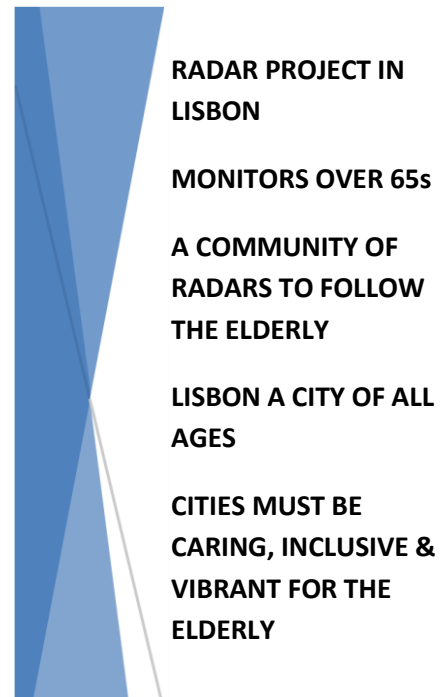 RADAR PROJECT IN
LISBON
MONITORS OVER 65s
A COMMUNITY OF
RADARS TO FOLLOW
THE ELDERLY
LISBON A CITY OF ALL
AGES
CITIES MUST BE
CARING, INCLUSIVE &
VIBRANT FOR THE
ELDERLY